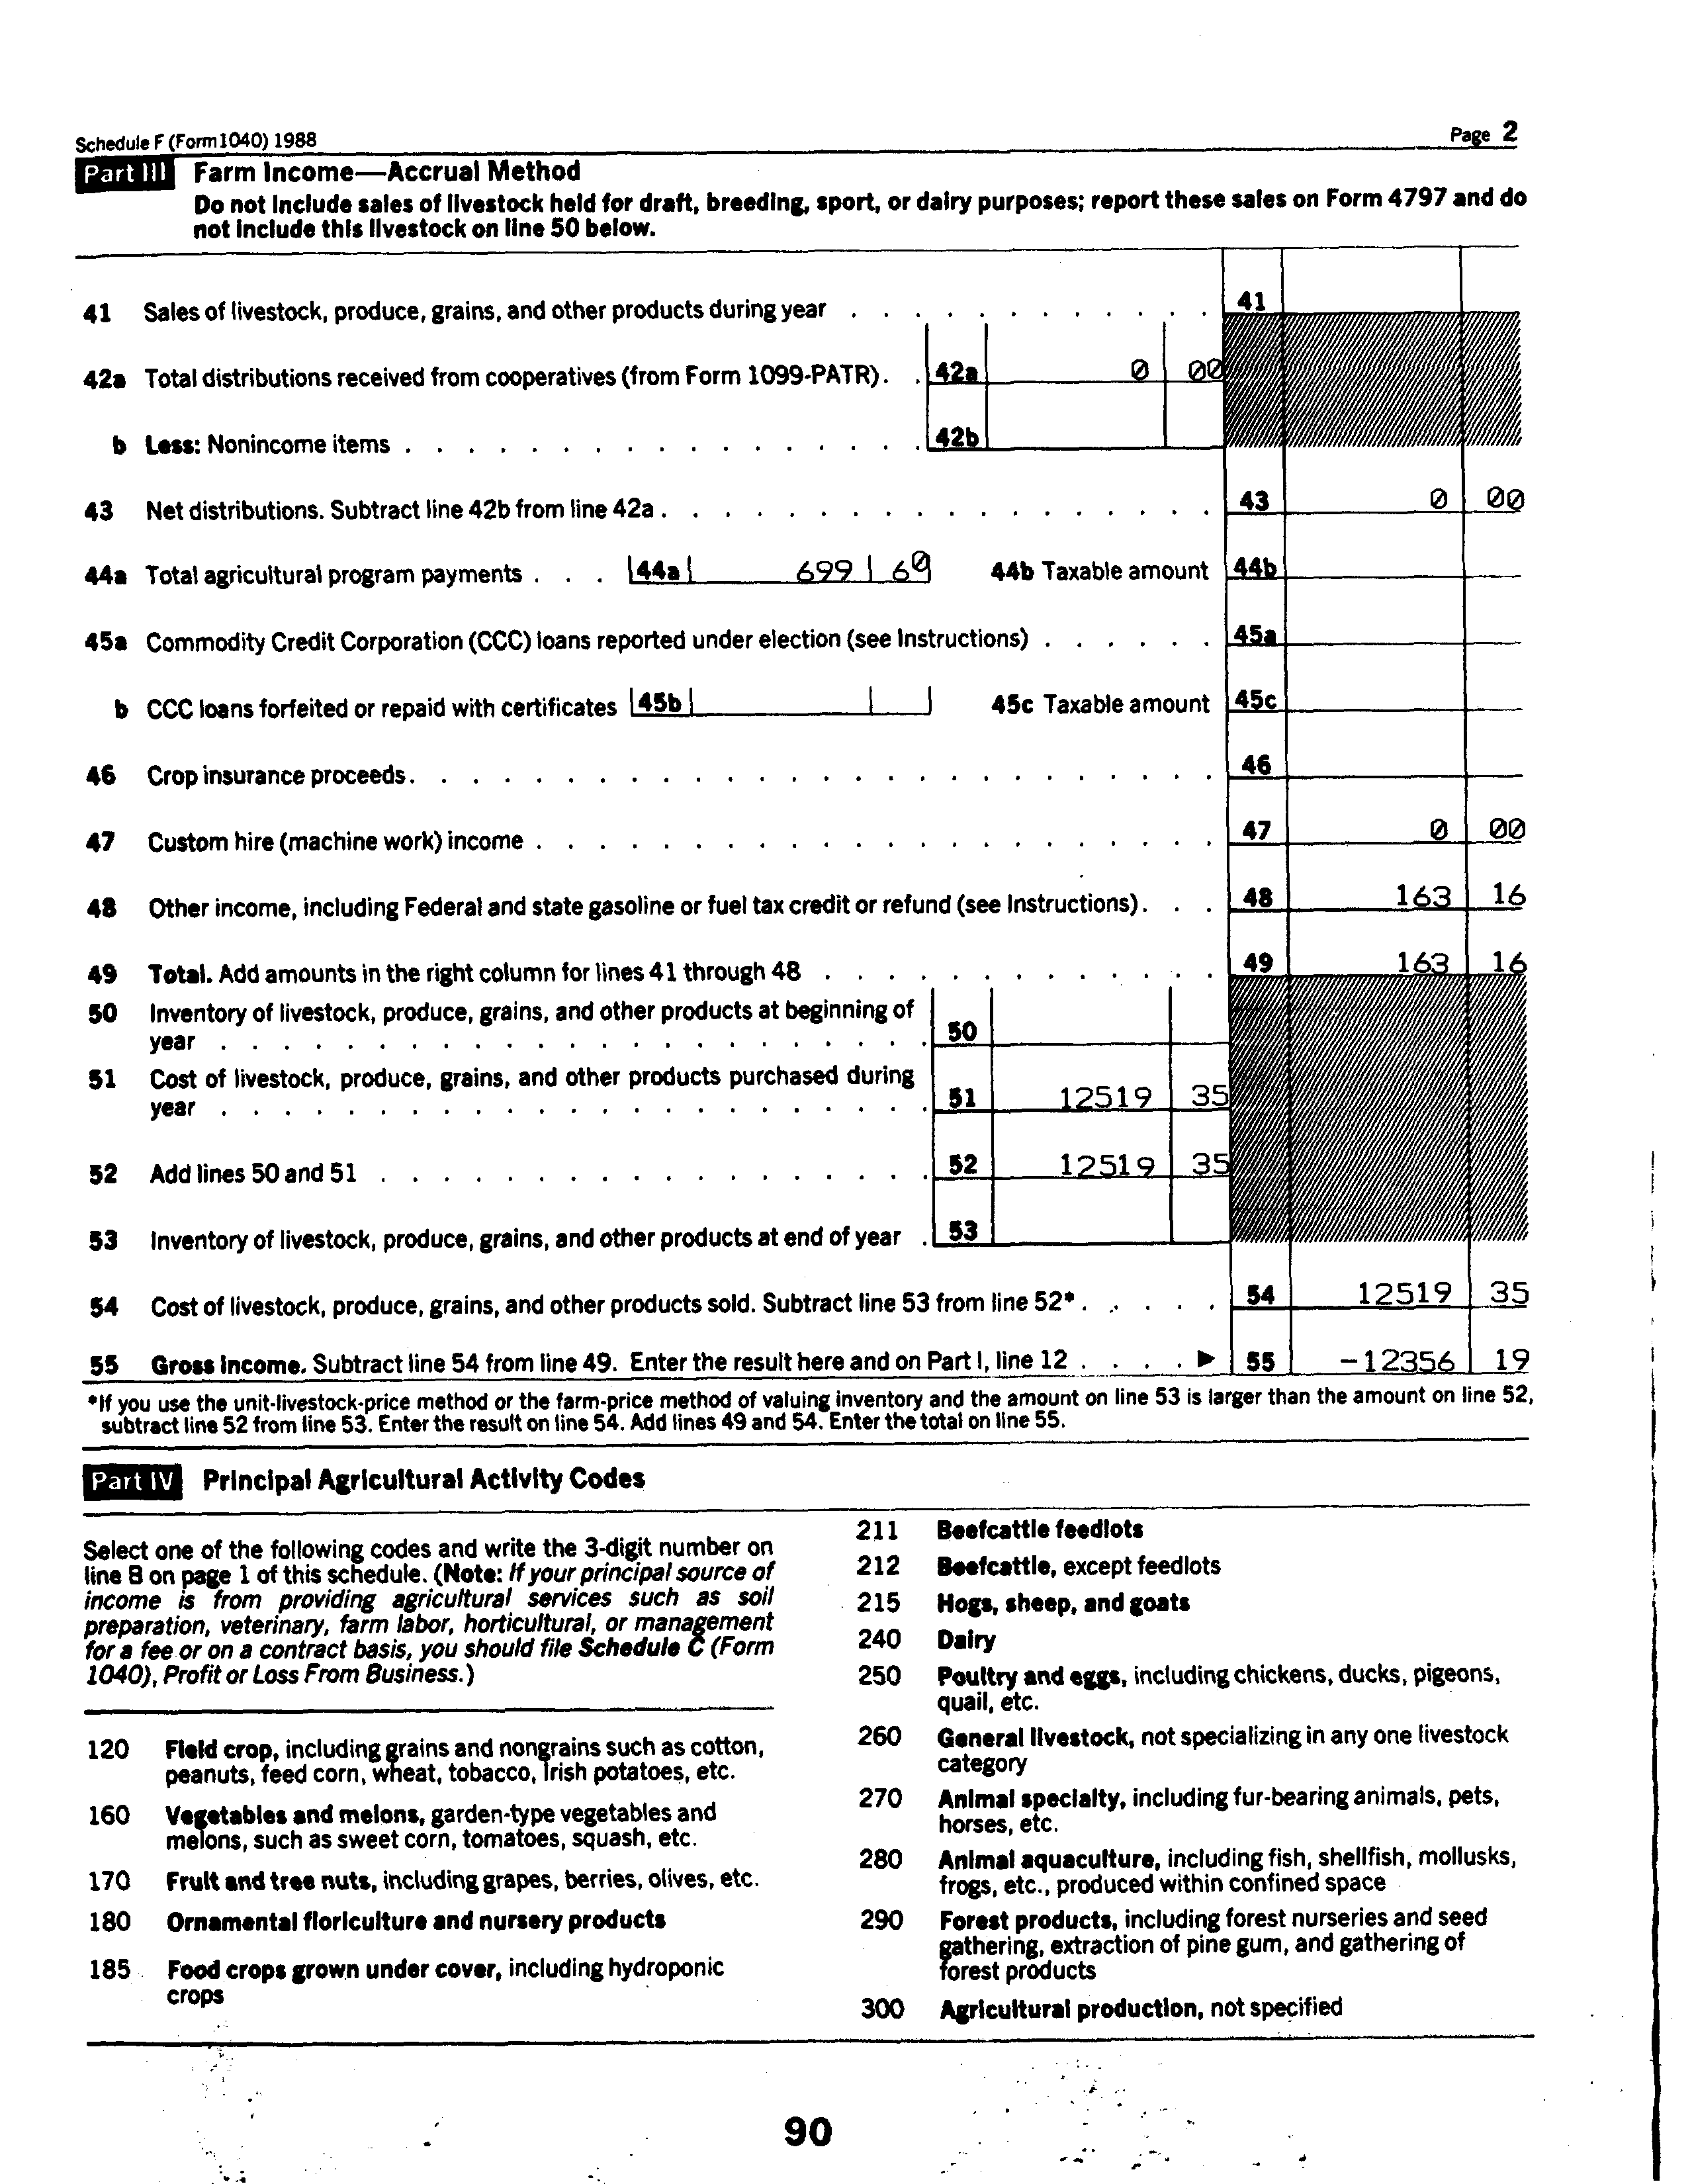 Schedule F (Form 1040) 1988 Page 2
Part III Farm Income—Accrual Method
Do not include sales of livestock held for draft, breeding, sport, or dairy purposes; report these sales on Form 4797 and do
not include this livestock on line 50 below.
41 Sales of livestock, produce, grains, and other products during year 41
42a Total distributions received from cooperatives (from Form 1099-PATR). 42a 0 00
b Less: Nonincome items 42b
43 Net distributions. Subtract line 42b from line 42a 43 0 00
44a Total agricultural program payments 44a 699 60 44b Taxable amount 44b
45a Commodity Credit Corporation (CCC) loans reported under election (see Instructions) 45a
b CCC loans forfeited or repaid with certificates 45b 45c Taxable amount 45c
46 Crop insurance proceeds 46
47 Custom hire (machine work) income 47 0 00
48 Other income, including Federal and state gasoline or fuel tax credit or refund (see Instructions) 48 163 16
49 Total. Add amounts in the right column for lines 41 through 48 49 163 16
50 Inventory of livestock, produce, grains, and other products at beginning of
year 50
51 Cost of livestock, produce, grains, and other products purchased during
year 51 12519 35
52 Add lines 50 and 51 52 12519 35
53 Inventory of livestock, produce, grains, and other products at end of year 53
54 Cost of livestock, produce, grains, and other products sold. Subtract line 53 from line 52* 54 12519 35
55 Gross income. Subtract line 54 from line 49. Enter the result here and on Part I, line 12 ▶ 55 -12356 19
*If you use the unit-livestock-price method or the farm-price method of valuing inventory and the amount on line 53 is larger than the amount on line 52,
subtract line 52 from line 53. Enter the result on line 54. Add lines 49 and 54. Enter the total on line 55.
Part IV Principal Agricultural Activity Codes
Select one of the following codes and write the 3-digit number on
line B on page 1 of this schedule. (Note: If your principal source of
income is from providing agricultural services such as soil
preparation, veterinary, farm labor, horticultural, or management
for a fee or on a contract basis, you should file Schedule C (Form
1040), Profit or Loss From Business.)
120 Field crop, including grains and nongrains such as cotton,
peanuts, feed corn, wheat, tobacco, Irish potatoes, etc.
160 Vegetables and melons, garden-type vegetables and
melons, such as sweet corn, tomatoes, squash, etc.
170 Fruit and tree nuts, including grapes, berries, olives, etc.
180 Ornamental floriculture and nursery products
185 Food crops grown under cover, including hydroponic
crops
211 Beefcattle feedlots
212 Beefcattle, except feedlots
215 Hogs, sheep, and goats
240 Dairy
250 Poultry and eggs, including chickens, ducks, pigeons,
quail, etc.
260 General livestock, not specializing in any one livestock
category
270 Animal specialty, including fur-bearing animals, pets,
horses, etc.
280 Animal aquaculture, including fish, shellfish, mollusks,
frogs, etc., produced within confined space
290 Forest products, including forest nurseries and seed
gathering, extraction of pine gum, and gathering of
forest products
300 Agricultural production, not specified
90